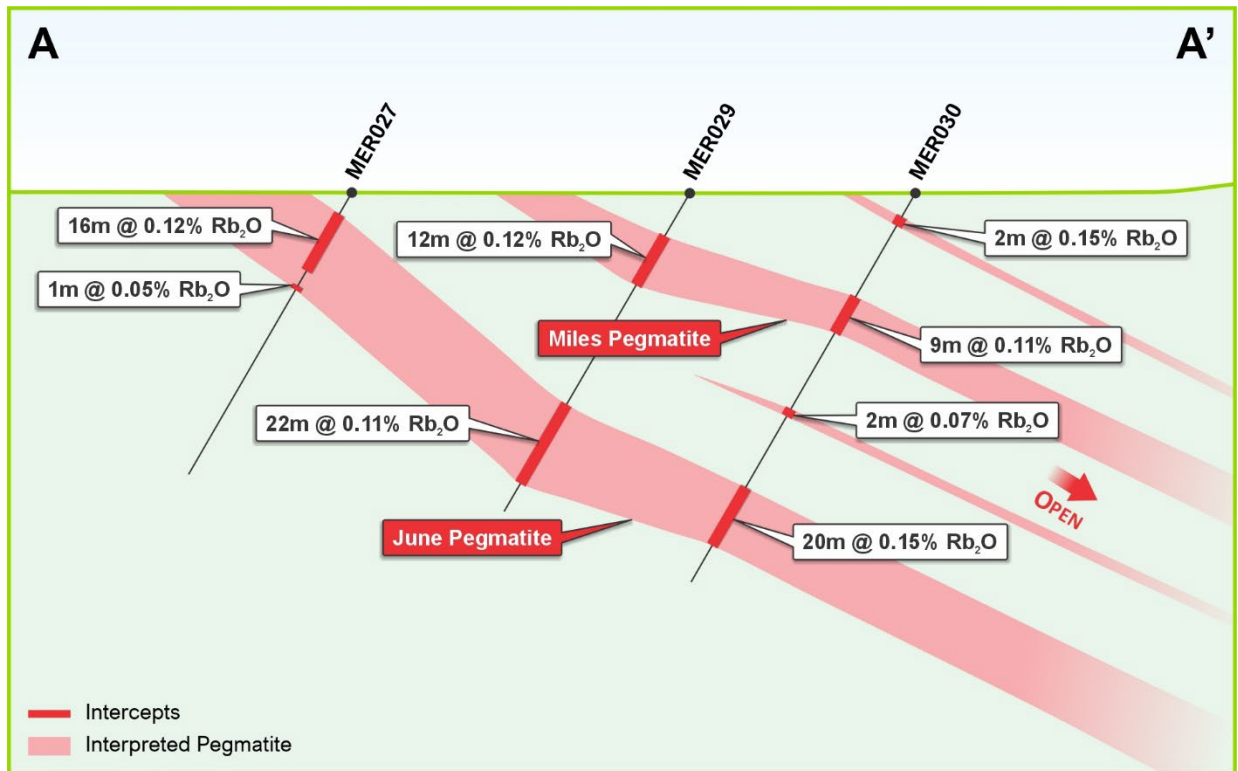 A
A’
MER027
MER029
MER030
16m @ 0.12% Rb₂O
12m @ 0.12% Rb₂O
2m @ 0.15% Rb₂O
1m @ 0.05% Rb₂O
Miles Pegmatite
9m @ 0.11% Rb₂O
22m @ 0.11% Rb₂O
2m @ 0.07% Rb₂O
OPEN
June Pegmatite
20m @ 0.15% Rb₂O
Intercepts
Interpreted Pegmatite